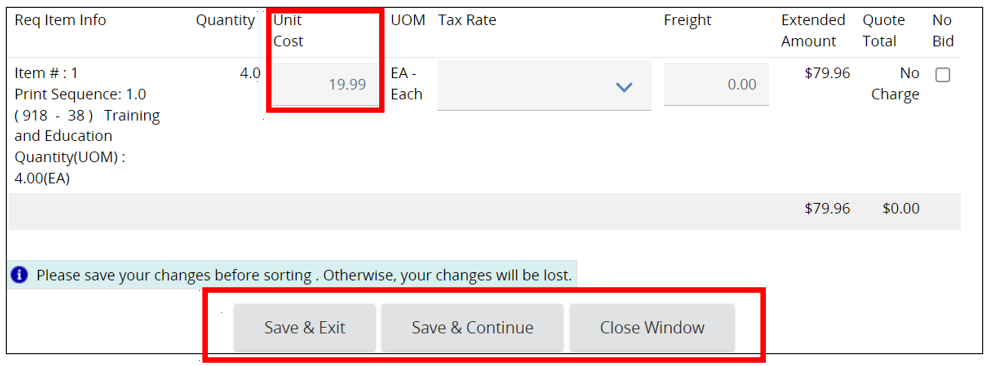 Req Item Info Quantity Unit Cost UOM Tax Rate Freight Extended Amount Quote Total No Bid
Item # : 1 4.0 19.99 EA - Each 0.00 $79.96 No Charge
Print Sequence: 1.0
( 918 - 38 ) Training
and Education
Quantity(UOM) :
4.00(EA)
$79.96 $0.00
Please save your changes before sorting . Otherwise, your changes will be lost.
Save & Exit Save & Continue Close Window